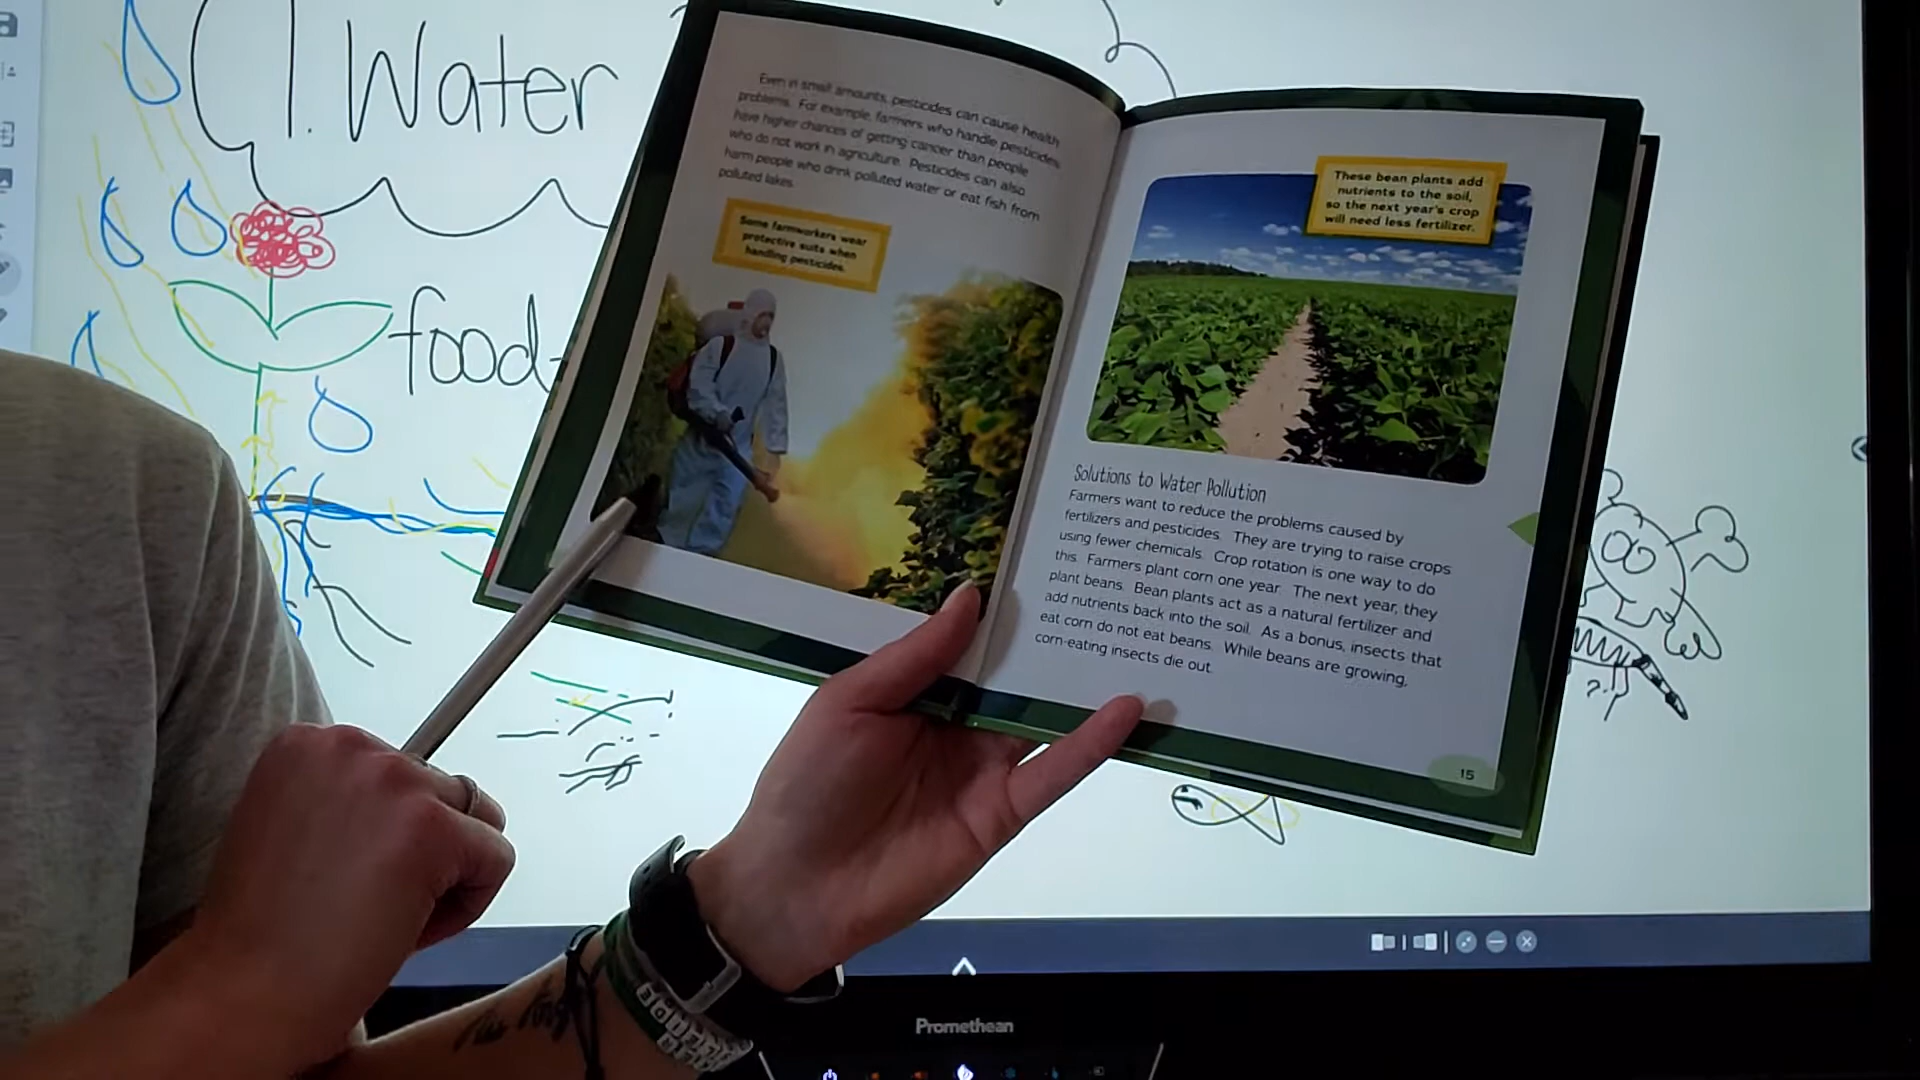 1. Water
food
Even in small amounts, pesticides can cause health
problems. For example, farmers who handle pesticides
have higher chances of getting cancer than people
who do not work in agriculture. Pesticides can also
harm people who drink polluted water or eat fish from
polluted lakes.
Some farmworkers wear
protective suits when
handling pesticides.
These bean plants add
nutrients to the soil,
so the next year's crop
will need less fertilizer.
Solutions to Water Pollution
Farmers want to reduce the problems caused by
fertilizers and pesticides. They are trying to raise crops
using fewer chemicals. Crop rotation is one way to do
this. Farmers plant corn one year. The next year, they
plant beans. Bean plants act as a natural fertilizer and
add nutrients back into the soil. As a bonus, insects that
eat corn do not eat beans. While beans are growing,
corn-eating insects die out.
15
?
Promethean